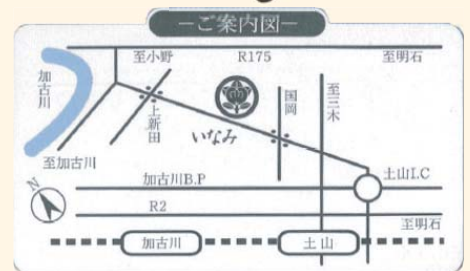 －ご案内図－
至小野
R175
至明石
加古川
上新田
いなみ
国岡
至三木
至加古川
加古川B.P
土山I.C
N
R2
至明石
加古川
土山